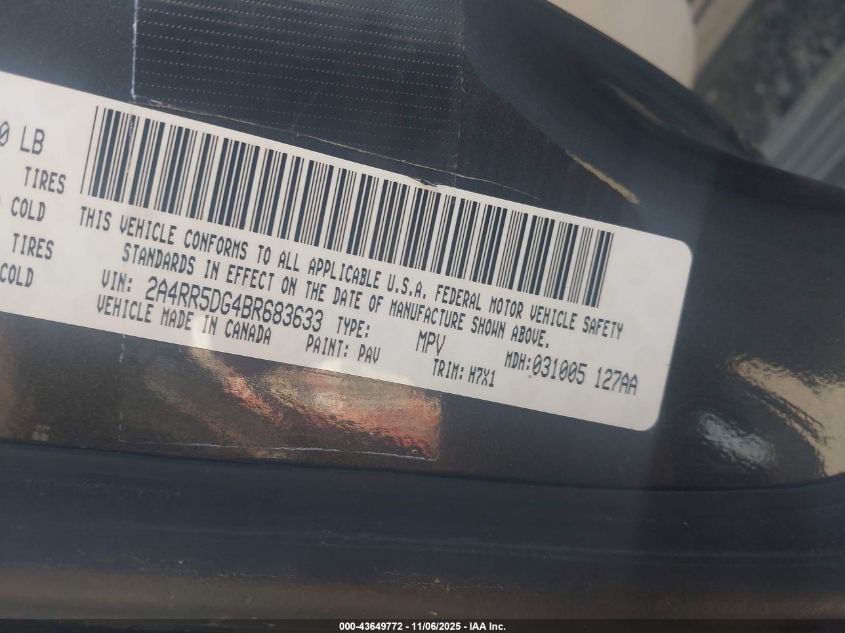 0 LB
TIRES
COLD
TIRES
COLD
THIS VEHICLE CONFORMS TO ALL APPLICABLE U.S.A. FEDERAL MOTOR VEHICLE SAFETY
STANDARDS IN EFFECT ON THE DATE OF MANUFACTURE SHOWN ABOVE.
VIN: 2A4RR5DG4BR683633 TYPE: MPV MDH:031005 127AA
VEHICLE MADE IN CANADA PAINT: PAV TRIM: H7X1
000-43649772 - 11/06/2025 - IAA Inc.